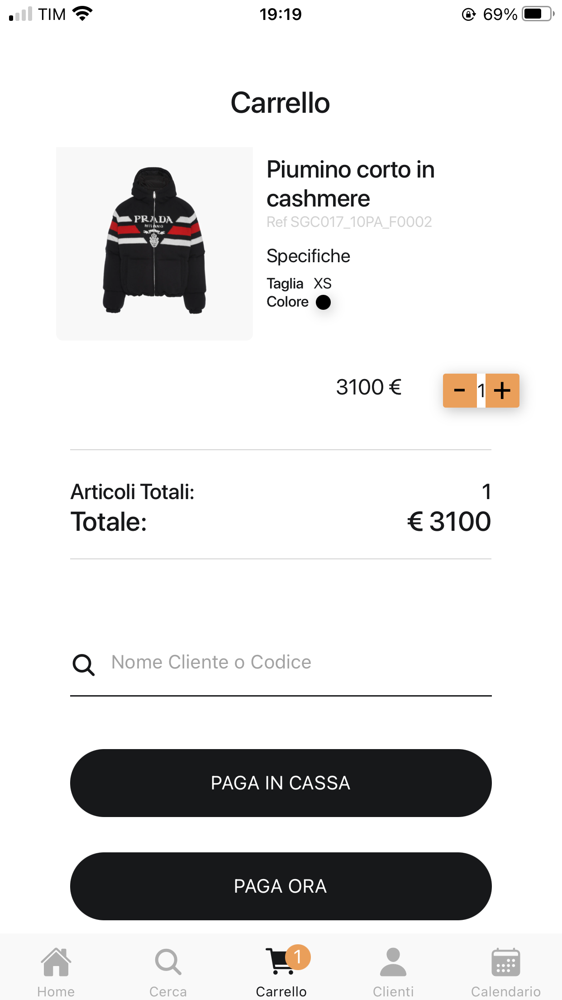 TIM 19:19 69%
Carrello
PRADA
MILANO
Piumino corto in
cashmere
Ref SGC017_10PA_F0002
Specifiche
Taglia XS
Colore
3100 € - 1 +
Articoli Totali: 1
Totale: € 3100
Nome Cliente o Codice
PAGA IN CASSA
PAGA ORA
1
Home Cerca Carrello Clienti Calendario